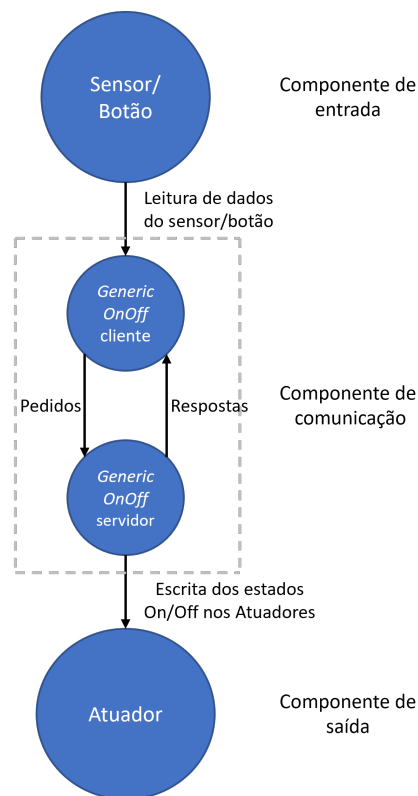 Sensor/
Botão
Componente de
entrada
Leitura de dados
do sensor/botão
Generic
OnOff
cliente
Pedidos
Respostas
Componente de
comunicação
Generic
OnOff
servidor
Escrita dos estados
On/Off nos Atuadores
Atuador
Componente de
saída